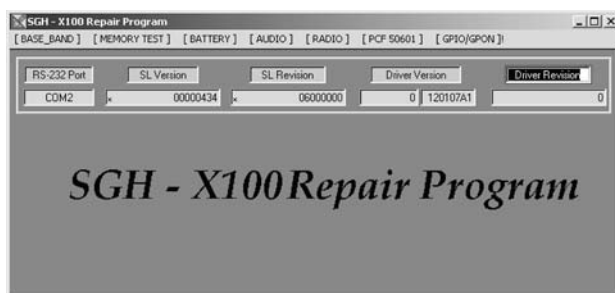 SGH - X100 Repair Program
[ BASE_BAND ] [ MEMORY TEST ] [ BATTERY ] [ AUDIO ] [ RADIO ] [ PCF 50601 ] [ GPIO/GPON ]!
RS-232 Port SL Version SL Revision Driver Version Driver Revision
COM2 × 00000434 × 06000000 0 120107A1 0
SGH - X100 Repair Program